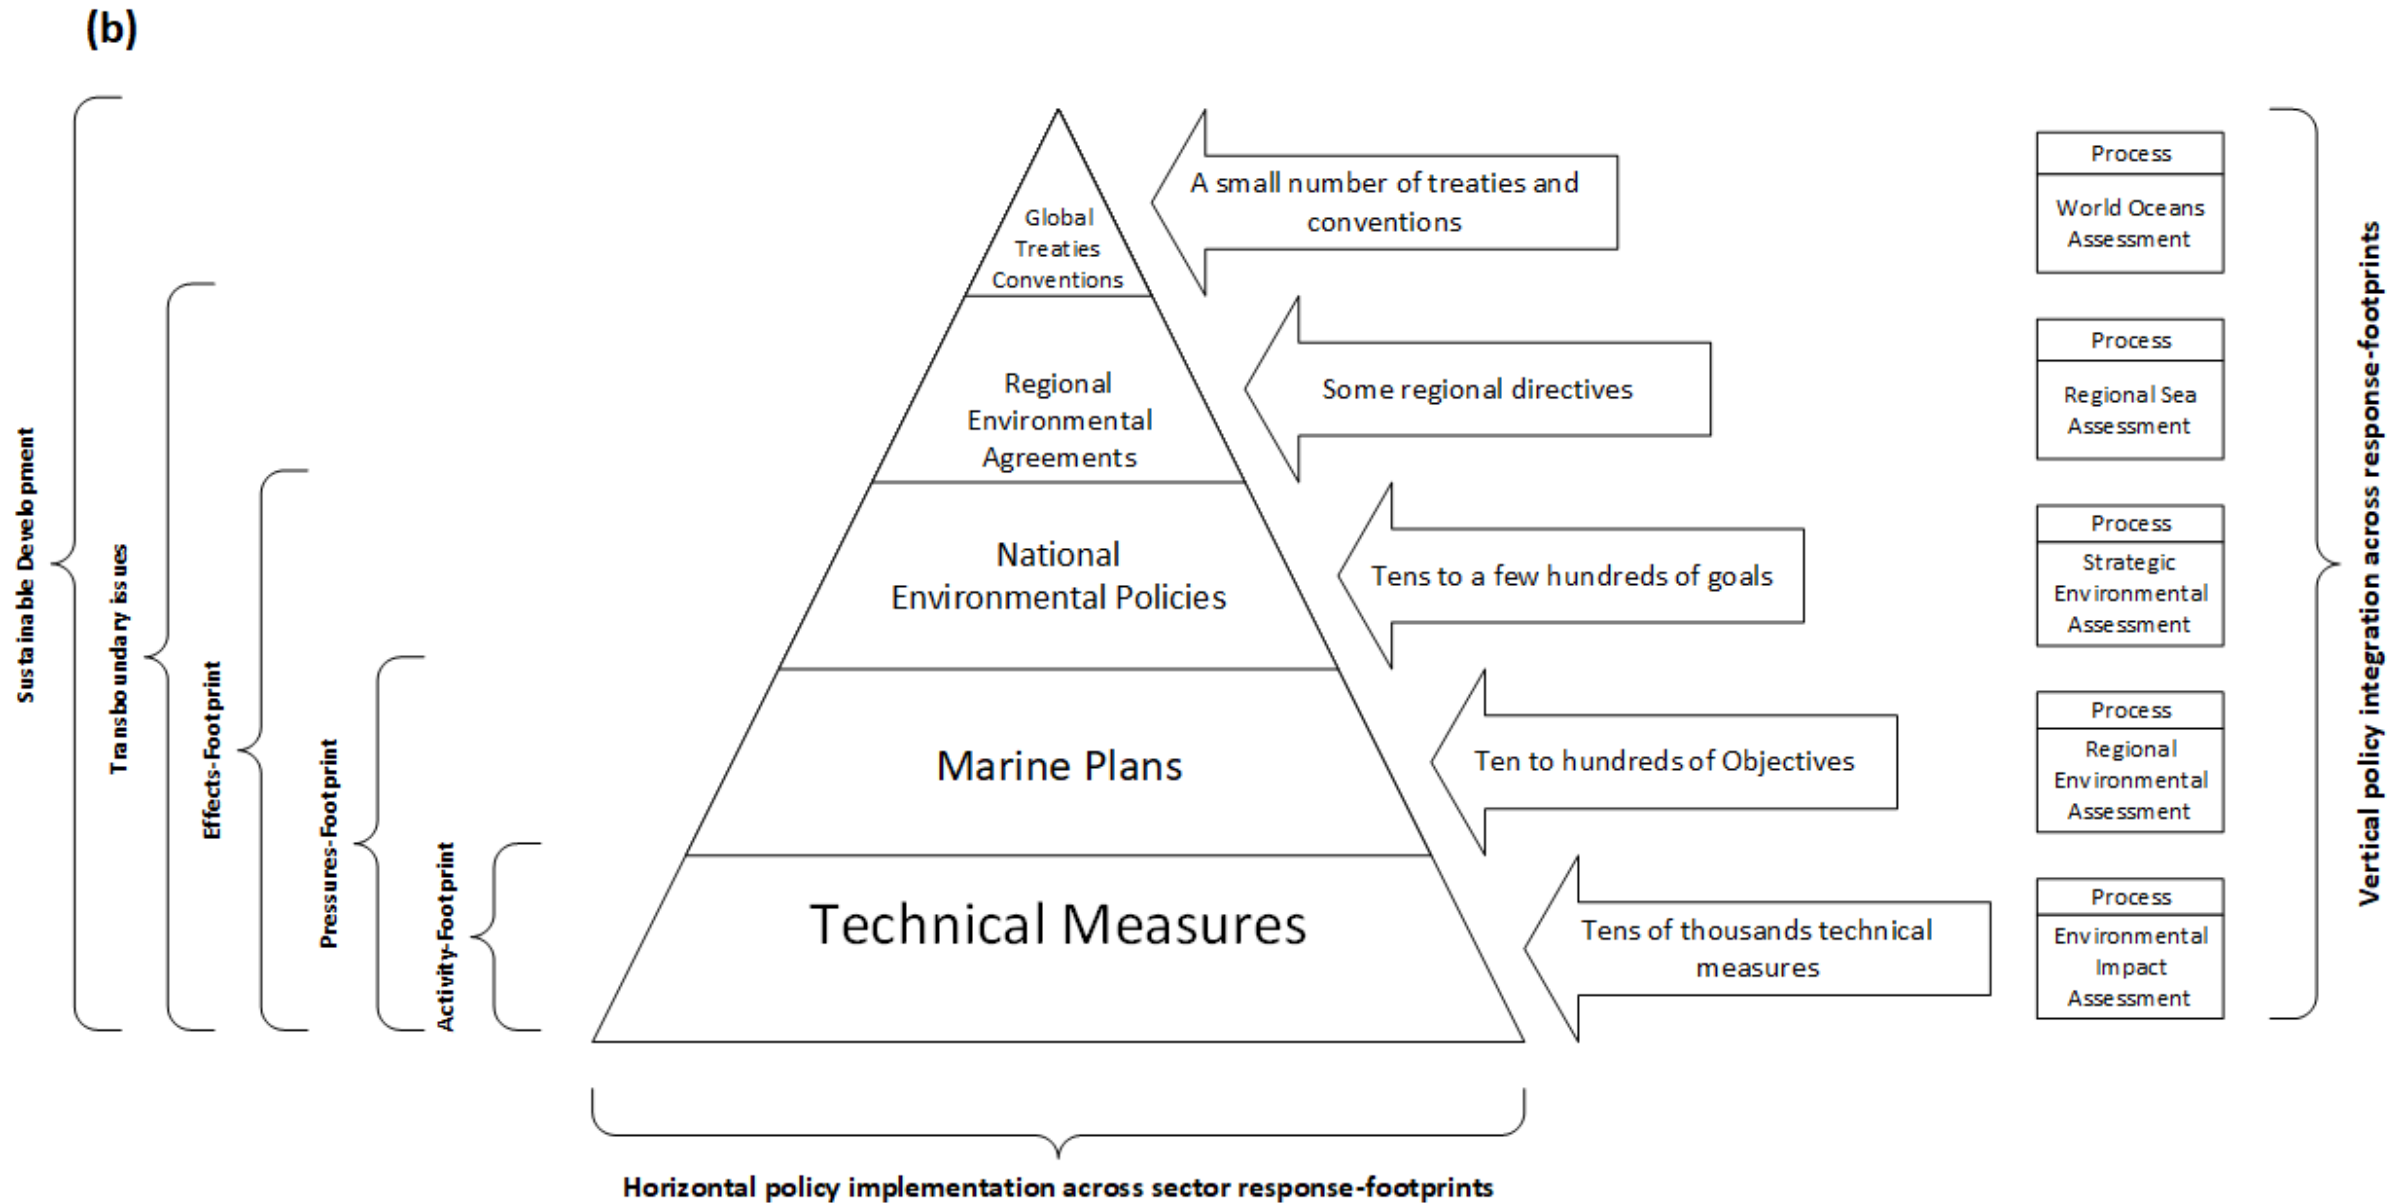 (b)
Sustainable Development
Transboundary issues
Effects-Footprint
Pressures-Footprint
Activity-Footprint
Global
Treaties
Conventions
Regional
Environmental
Agreements
National
Environmental Policies
Marine Plans
Technical Measures
A small number of treaties and
conventions
Some regional directives
Tens to a few hundreds of goals
Ten to hundreds of Objectives
Tens of thousands technical
measures
Process
World Oceans
Assessment
Process
Regional Sea
Assessment
Process
Strategic
Environmental
Assessment
Process
Regional
Environmental
Assessment
Process
Environmental
Impact
Assessment
Vertical policy integration across response-footprints
Horizontal policy implementation across sector response-footprints